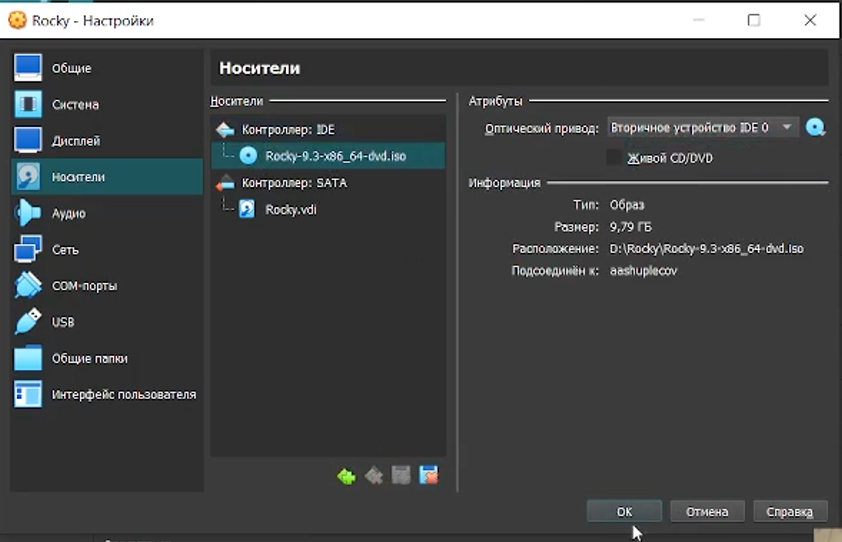 Rocky - Настройки
Общие
Система
Дисплей
Носители
Аудио
Сеть
COM-порты
USB
Общие папки
Интерфейс пользователя
Носители
Носители
Контроллер: IDE
Rocky-9.3-x86_64-dvd.iso
Контроллер: SATA
Rocky.vdi
Атрибуты
Оптический привод: Вторичное устройство IDE 0
Живой CD/DVD
Информация
Тип: Образ
Размер: 9,79 ГБ
Расположение: D:\Rocky\Rocky-9.3-x86_64-dvd.iso
Подсоединён к: aashuplecov
OK Отмена Справка